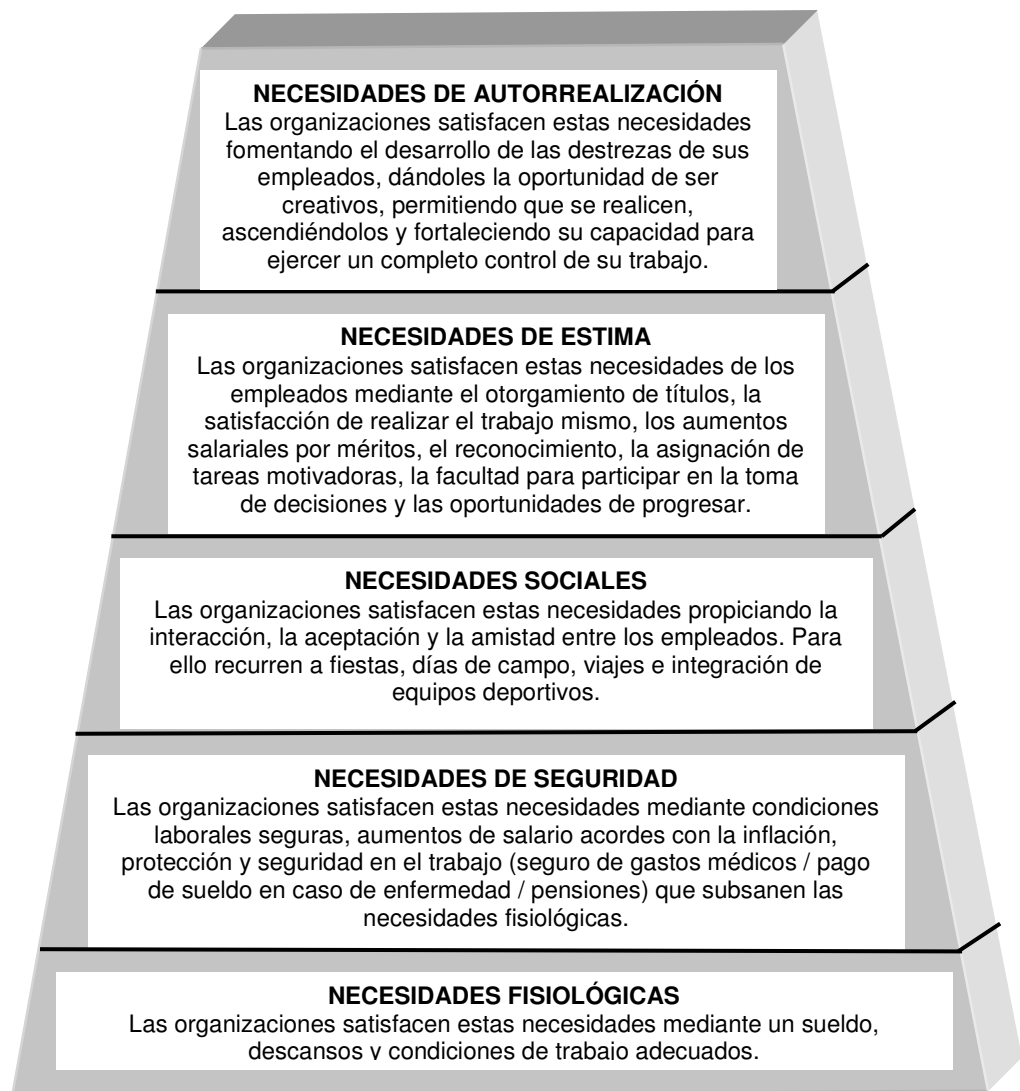 NECESIDADES DE AUTORREALIZACIÓN
Las organizaciones satisfacen estas necesidades
fomentando el desarrollo de las destrezas de sus
empleados, dándoles la oportunidad de ser
creativos, permitiendo que se realicen,
ascendiéndolos y fortaleciendo su capacidad para
ejercer un completo control de su trabajo.
NECESIDADES DE ESTIMA
Las organizaciones satisfacen estas necesidades de los
empleados mediante el otorgamiento de títulos, la
satisfacción de realizar el trabajo mismo, los aumentos
salariales por méritos, el reconocimiento, la asignación de
tareas motivadoras, la facultad para participar en la toma
de decisiones y las oportunidades de progresar.
NECESIDADES SOCIALES
Las organizaciones satisfacen estas necesidades propiciando la
interacción, la aceptación y la amistad entre los empleados. Para
ello recurren a fiestas, días de campo, viajes e integración de
equipos deportivos.
NECESIDADES DE SEGURIDAD
Las organizaciones satisfacen estas necesidades mediante condiciones
laborales seguras, aumentos de salario acordes con la inflación,
protección y seguridad en el trabajo (seguro de gastos médicos / pago
de sueldo en caso de enfermedad / pensiones) que subsanen las
necesidades fisiológicas.
NECESIDADES FISIOLÓGICAS
Las organizaciones satisfacen estas necesidades mediante un sueldo,
descansos y condiciones de trabajo adecuados.